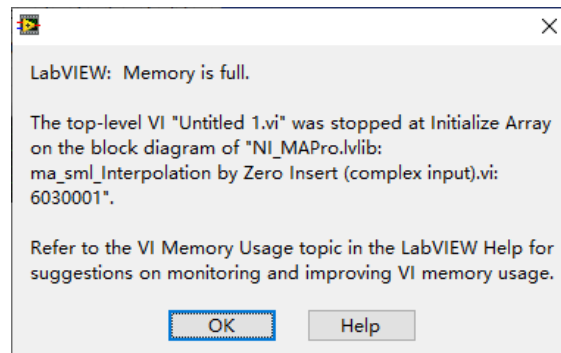 LabVIEW:  Memory is full.
The top-level VI "Untitled 1.vi" was stopped at Initialize Array
on the block diagram of "NI_MAPro.lvlib:
ma_sml_Interpolation by Zero Insert (complex input).vi:
6030001".
Refer to the VI Memory Usage topic in the LabVIEW Help for
suggestions on monitoring and improving VI memory usage.
OK
Help